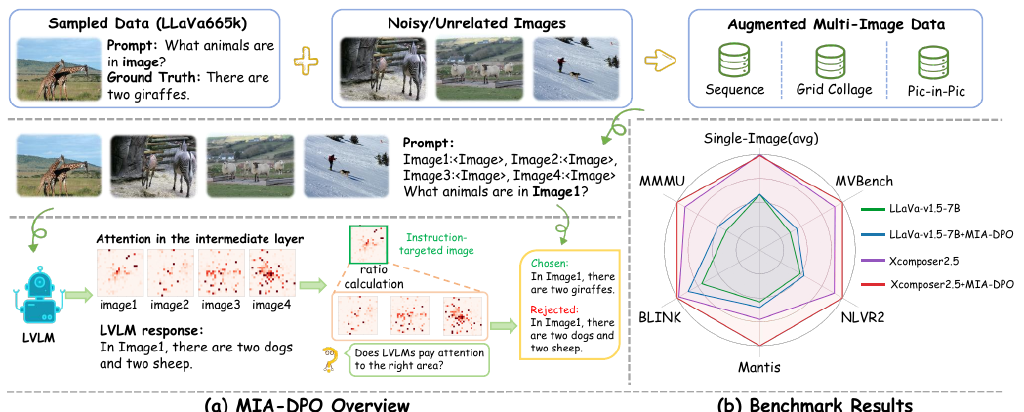 Sampled Data (LLaVa665k)
Prompt: What animals are
in image?
Ground Truth: There are
two giraffes.
Noisy/Unrelated Images
Augmented Multi-Image Data
Sequence
Grid Collage
Pic-in-Pic
Prompt:
Image1:<Image>, Image2:<Image>,
Image3:<Image>, Image4:<Image>
What animals are in Image1?
LVLM
Attention in the intermediate layer
image1 image2 image3 image4
LVLM response:
In Image1, there are two dogs
and two sheep.
Instruction-
targeted image
ratio
calculation
Does LVLMs pay attention
to the right area?
Chosen:
In Image1, there
are two giraffes.
Rejected:
In Image1, there
are two dogs and
two sheep.
(a) MIA-DPO Overview
Single-Image(avg)
MMMU
MVBench
BLINK
NLVR2
Mantis
LLaVa-v1.5-7B
LLaVa-v1.5-7B+MIA-DPO
Xcomposer2.5
Xcomposer2.5+MIA-DPO
(b) Benchmark Results